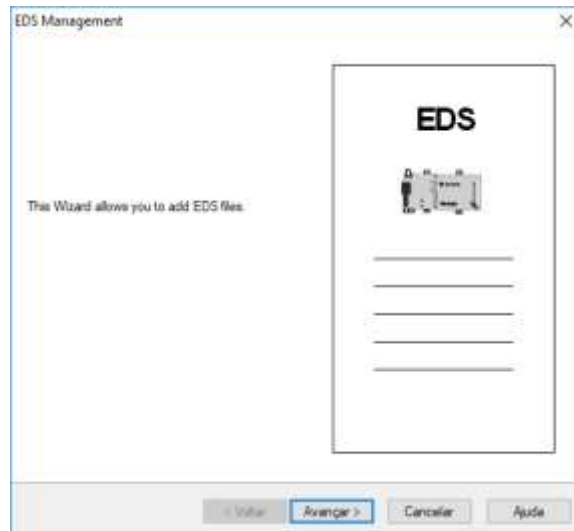 EDS Management
EDS
This Wizard allows you to add EDS files.
< Voltar
Avançar >
Cancelar
Ajuda